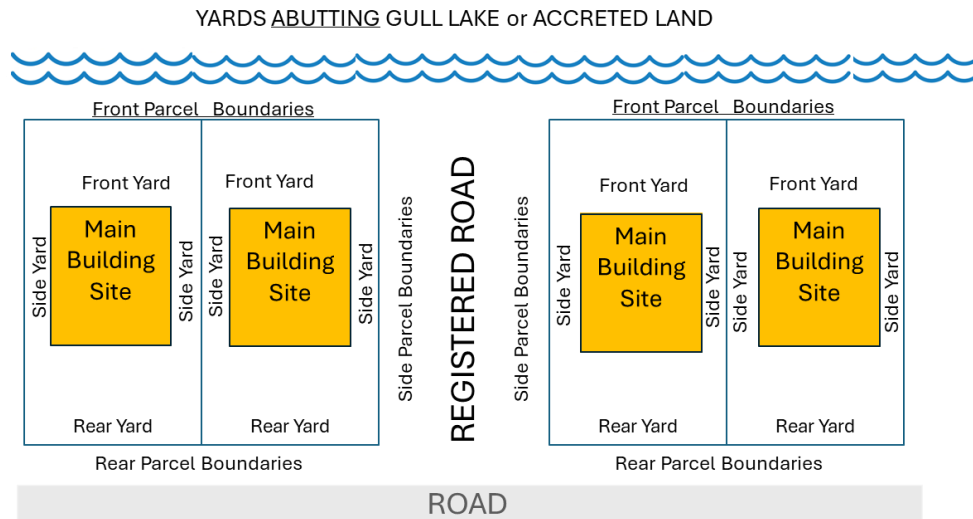 YARDS ABUTTING GULL LAKE or ACCRETED LAND
Front Parcel Boundaries
Front Parcel Boundaries
Front Yard
Front Yard
Front Yard
Front Yard
Side Yard
Main
Building
Site
Side Yard
Side Yard
Main
Building
Site
Side Yard
Side Parcel Boundaries
REGISTERED ROAD
Side Parcel Boundaries
Side Yard
Main
Building
Site
Side Yard
Side Yard
Main
Building
Site
Side Yard
Rear Yard
Rear Yard
Rear Yard
Rear Yard
Rear Parcel Boundaries
Rear Parcel Boundaries
ROAD